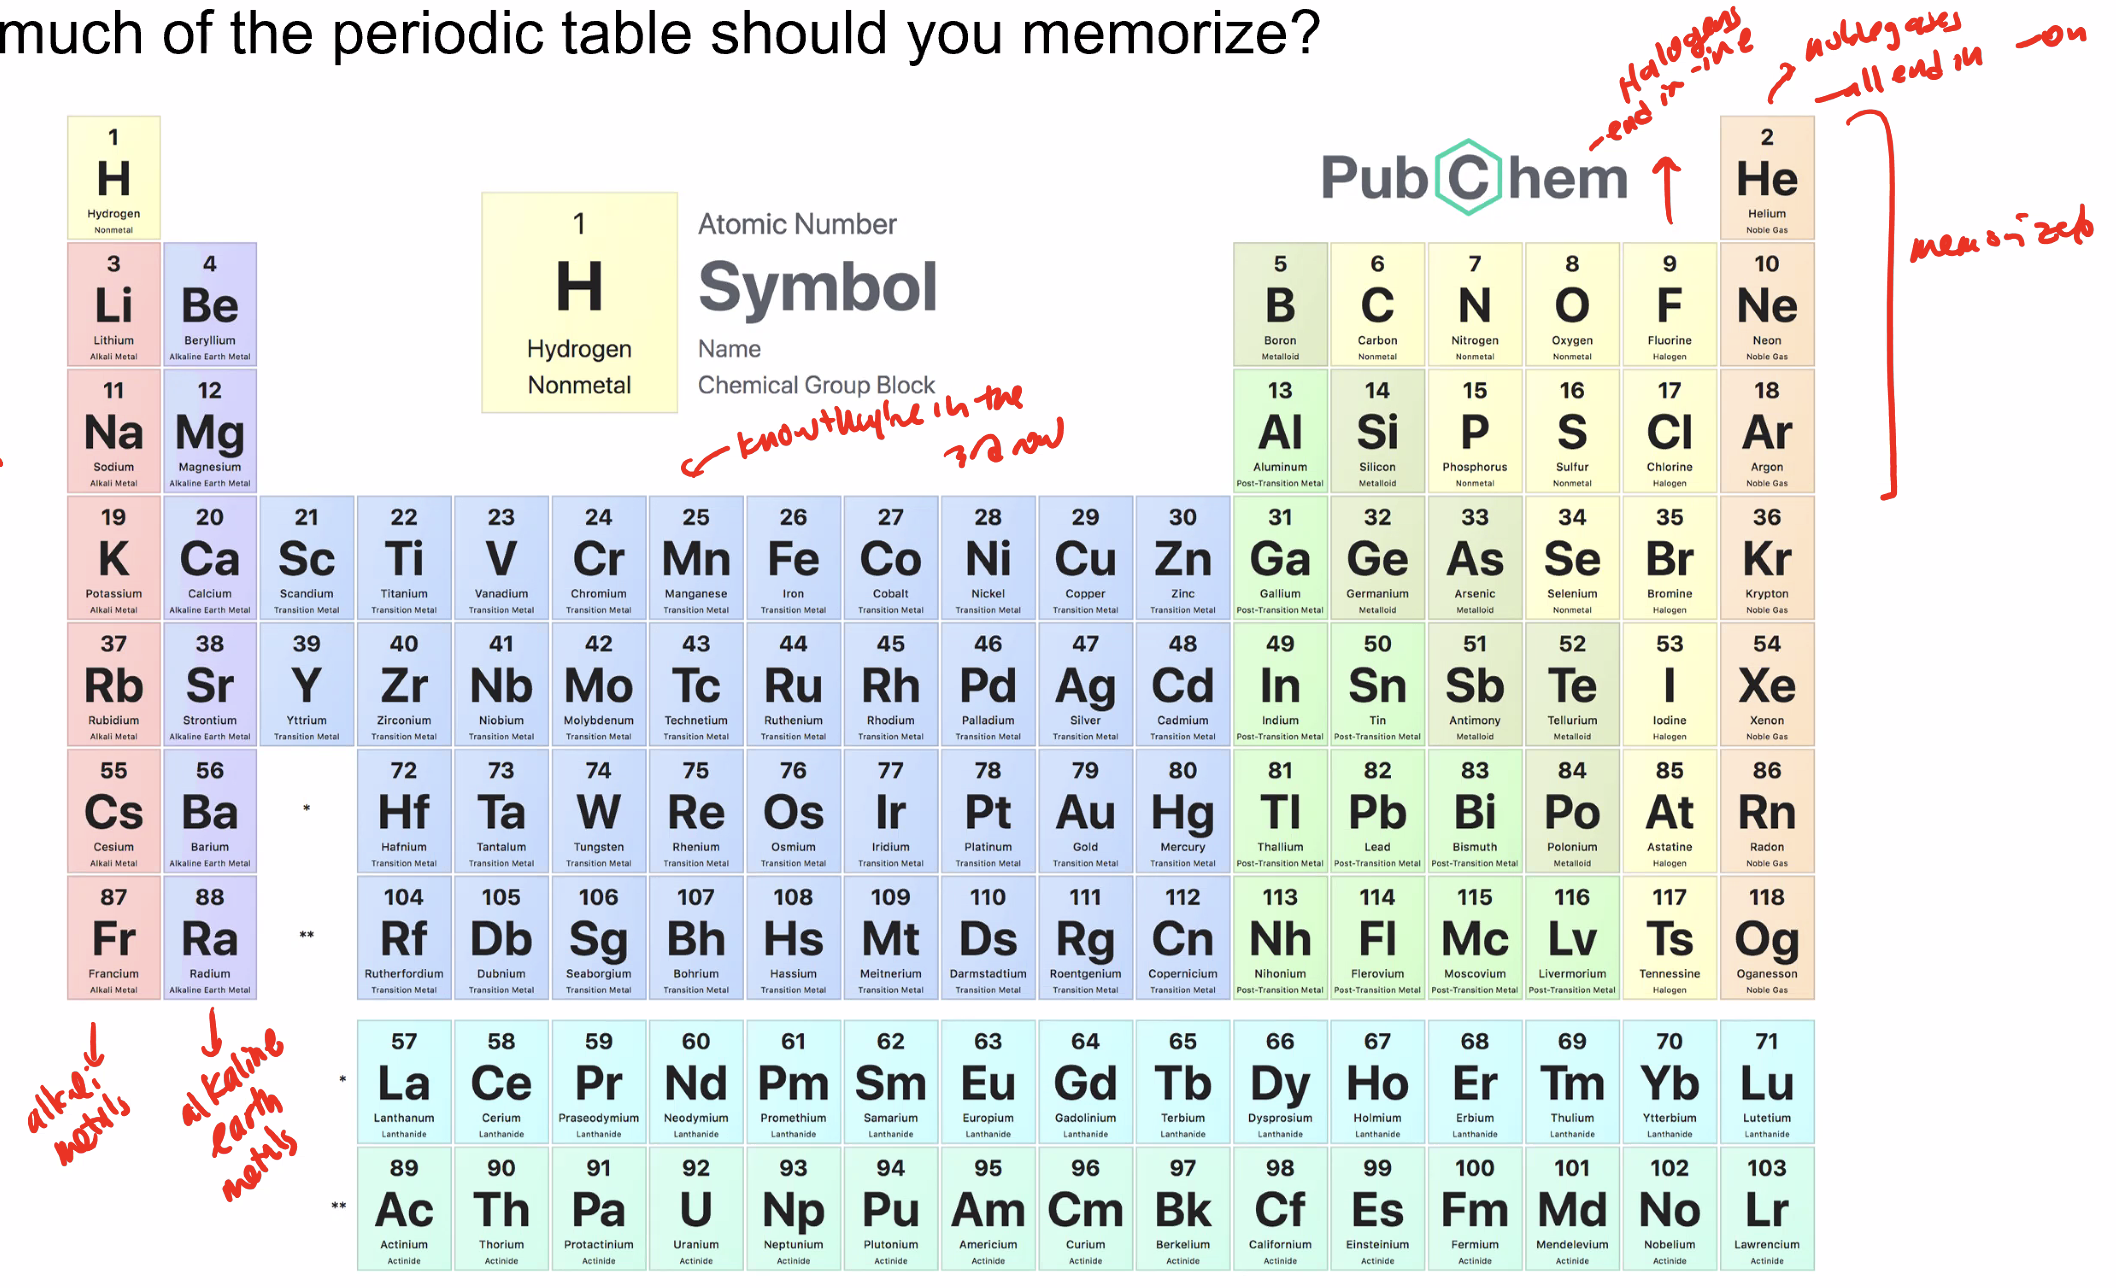 much of the periodic table should you memorize?
Halogens
-end in -ine
noble gases
-all end in -on
memorized
1 2
H He
Hydrogen Helium
Nonmetal Noble Gas
PubChem
1 Atomic Number
H Symbol
Hydrogen Name
Nonmetal Chemical Group Block
3 4 5 6 7 8 9 10
Li Be B C N O F Ne
Lithium Beryllium Boron Carbon Nitrogen Oxygen Fluorine Neon
Alkali Metal Alkaline Earth Metal Metalloid Nonmetal Nonmetal Nonmetal Halogen Noble Gas
11 12 13 14 15 16 17 18
Na Mg Al Si P S Cl Ar
Sodium Magnesium Aluminum Silicon Phosphorus Sulfur Chlorine Argon
Alkali Metal Alkaline Earth Metal Post-Transition Metal Metalloid Nonmetal Nonmetal Halogen Noble Gas
know they're in the
3rd row
19 20 21 22 23 24 25 26 27 28 29 30 31 32 33 34 35 36
K Ca Sc Ti V Cr Mn Fe Co Ni Cu Zn Ga Ge As Se Br Kr
Potassium Calcium Scandium Titanium Vanadium Chromium Manganese Iron Cobalt Nickel Copper Zinc Gallium Germanium Arsenic Selenium Bromine Krypton
Alkali Metal Alkaline Earth Metal Transition Metal Transition Metal Transition Metal Transition Metal Transition Metal Transition Metal Transition Metal Transition Metal Transition Metal Transition Metal Post-Transition Metal Metalloid Metalloid Nonmetal Halogen Noble Gas
37 38 39 40 41 42 43 44 45 46 47 48 49 50 51 52 53 54
Rb Sr Y Zr Nb Mo Tc Ru Rh Pd Ag Cd In Sn Sb Te I Xe
Rubidium Strontium Yttrium Zirconium Niobium Molybdenum Technetium Ruthenium Rhodium Palladium Silver Cadmium Indium Tin Antimony Tellurium Iodine Xenon
Alkali Metal Alkaline Earth Metal Transition Metal Transition Metal Transition Metal Transition Metal Transition Metal Transition Metal Transition Metal Transition Metal Transition Metal Transition Metal Post-Transition Metal Post-Transition Metal Metalloid Metalloid Halogen Noble Gas
55 56 * 72 73 74 75 76 77 78 79 80 81 82 83 84 85 86
Cs Ba Hf Ta W Re Os Ir Pt Au Hg Tl Pb Bi Po At Rn
Cesium Barium Hafnium Tantalum Tungsten Rhenium Osmium Iridium Platinum Gold Mercury Thallium Lead Bismuth Polonium Astatine Radon
Alkali Metal Alkaline Earth Metal Transition Metal Transition Metal Transition Metal Transition Metal Transition Metal Transition Metal Transition Metal Transition Metal Transition Metal Post-Transition Metal Post-Transition Metal Post-Transition Metal Metalloid Halogen Noble Gas
87 88 ** 104 105 106 107 108 109 110 111 112 113 114 115 116 117 118
Fr Ra Rf Db Sg Bh Hs Mt Ds Rg Cn Nh Fl Mc Lv Ts Og
Francium Radium Rutherfordium Dubnium Seaborgium Bohrium Hassium Meitnerium Darmstadtium Roentgenium Copernicium Nihonium Flerovium Moscovium Livermorium Tennessine Oganesson
Alkali Metal Alkaline Earth Metal Transition Metal Transition Metal Transition Metal Transition Metal Transition Metal Transition Metal Transition Metal Transition Metal Transition Metal Post-Transition Metal Post-Transition Metal Post-Transition Metal Post-Transition Metal Halogen Noble Gas
alkali
metals
alkaline
earth
metals
57 58 59 60 61 62 63 64 65 66 67 68 69 70 71
* La Ce Pr Nd Pm Sm Eu Gd Tb Dy Ho Er Tm Yb Lu
Lanthanum Cerium Praseodymium Neodymium Promethium Samarium Europium Gadolinium Terbium Dysprosium Holmium Erbium Thulium Ytterbium Lutetium
Lanthanide Lanthanide Lanthanide Lanthanide Lanthanide Lanthanide Lanthanide Lanthanide Lanthanide Lanthanide Lanthanide Lanthanide Lanthanide Lanthanide Lanthanide
89 90 91 92 93 94 95 96 97 98 99 100 101 102 103
** Ac Th Pa U Np Pu Am Cm Bk Cf Es Fm Md No Lr
Actinium Thorium Protactinium Uranium Neptunium Plutonium Americium Curium Berkelium Californium Einsteinium Fermium Mendelevium Nobelium Lawrencium
Actinide Actinide Actinide Actinide Actinide Actinide Actinide Actinide Actinide Actinide Actinide Actinide Actinide Actinide Actinide